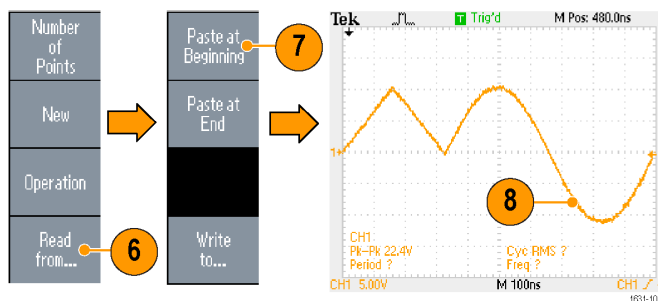 Number
of
Points
New
Operation
Read
from...
6
Paste at
Beginning
7
Paste at
End
Write
to...
Tek T Trig'd M Pos: 480.0ns
1+
8
CH1
Pk-Pk 22.4V Cyc RMS ?
Period ? Freq ?
CH1 5.00V M 100ns CH1 /
1631-10